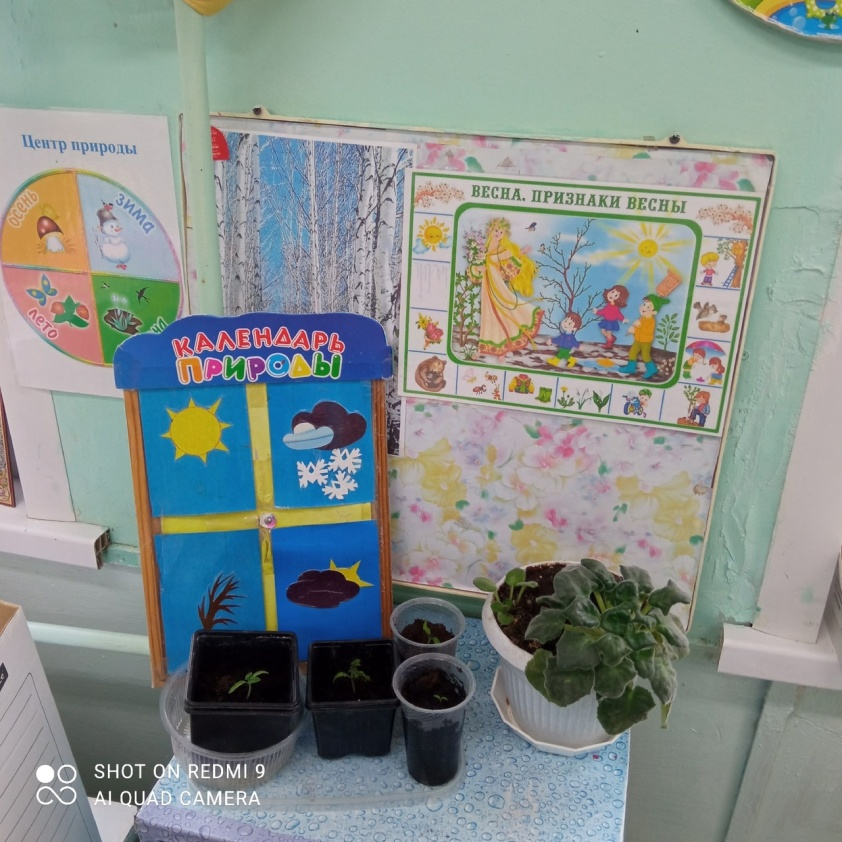 Центр природы
осень
зима
лето
ВЕСНА. ПРИЗНАКИ ВЕСНЫ
КАЛЕНДАРЬ
ПРИРОДЫ
SHOT ON REDMI 9
AI QUAD CAMERA